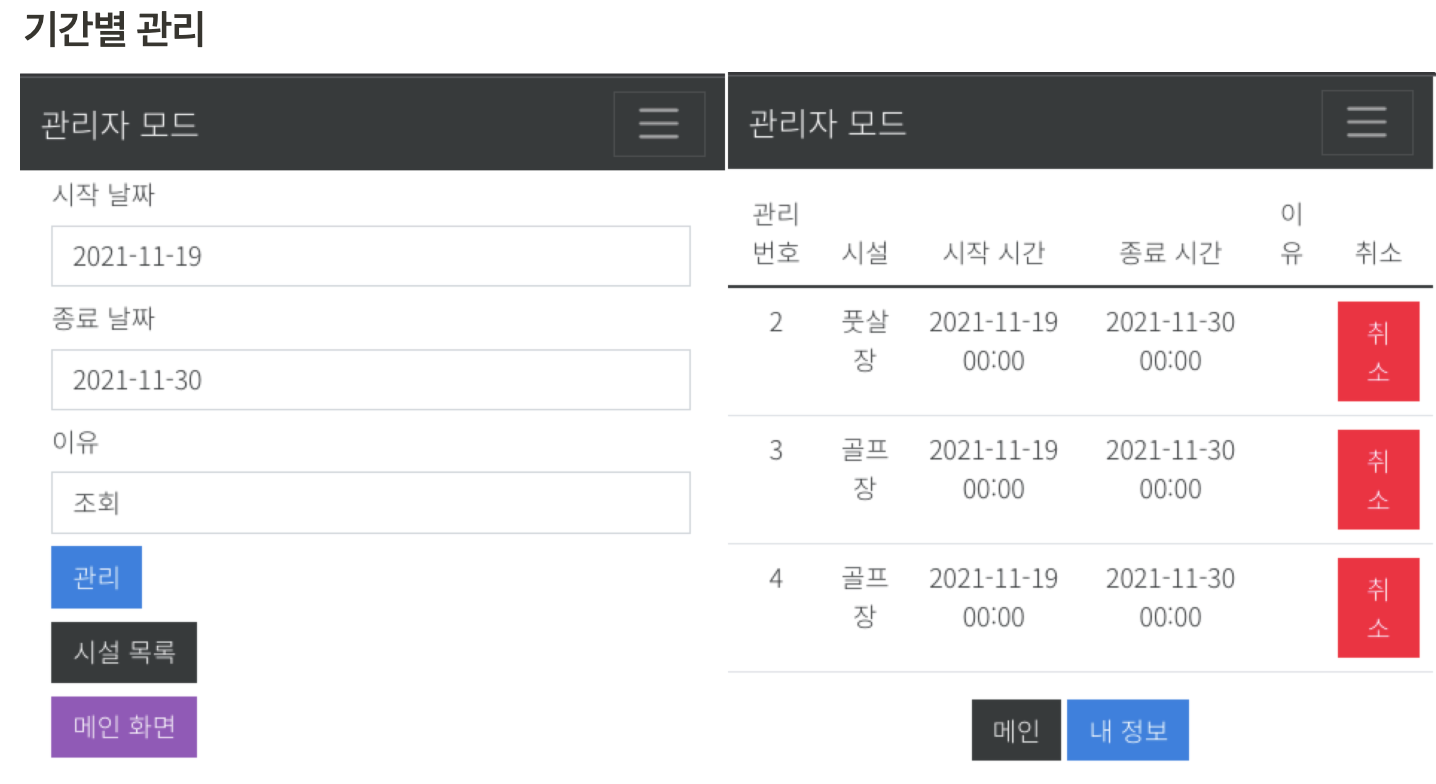 기간별 관리
관리자 모드
시작 날짜
2021-11-19
종료 날짜
2021-11-30
이유
조회
관리
시설 목록
메인 화면
관리자 모드
관리 번호 시설 시작 시간 종료 시간 이유 취소
2 풋살장 2021-11-19 00:00 2021-11-30 00:00 취소
3 골프장 2021-11-19 00:00 2021-11-30 00:00 취소
4 골프장 2021-11-19 00:00 2021-11-30 00:00 취소
메인 내 정보